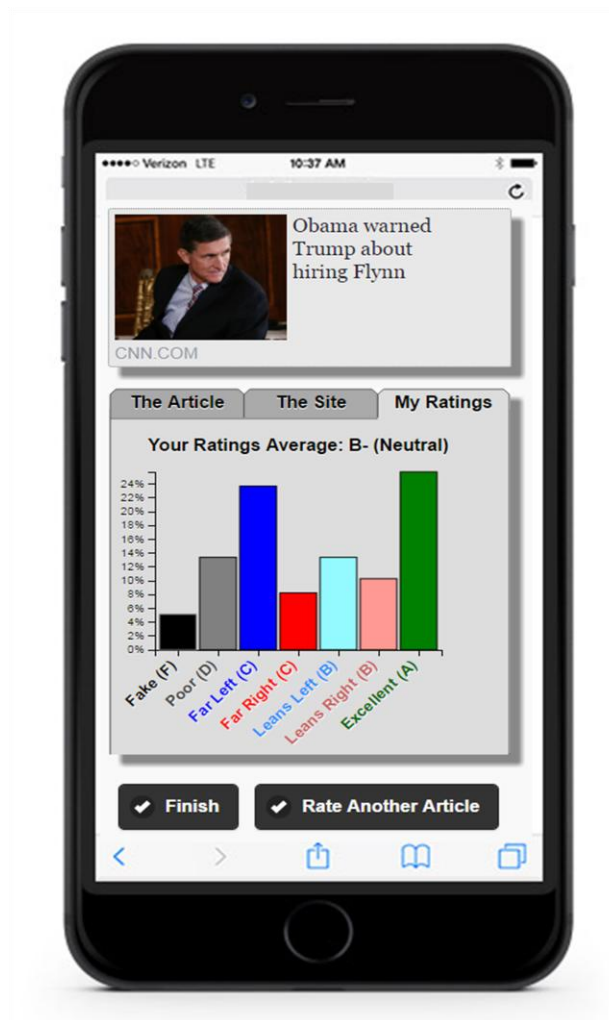 Verizon LTE 10:37 AM
Obama warned
Trump about
hiring Flynn
CNN.COM
The Article The Site My Ratings
Your Ratings Average: B- (Neutral)
24%
22%
20%
18%
16%
14%
12%
10%
8%
6%
4%
2%
0%
Fake (F) Poor (D) Far Left (C) Far Right (C) Leans Left (B) Leans Right (B) Excellent (A)
Finish Rate Another Article